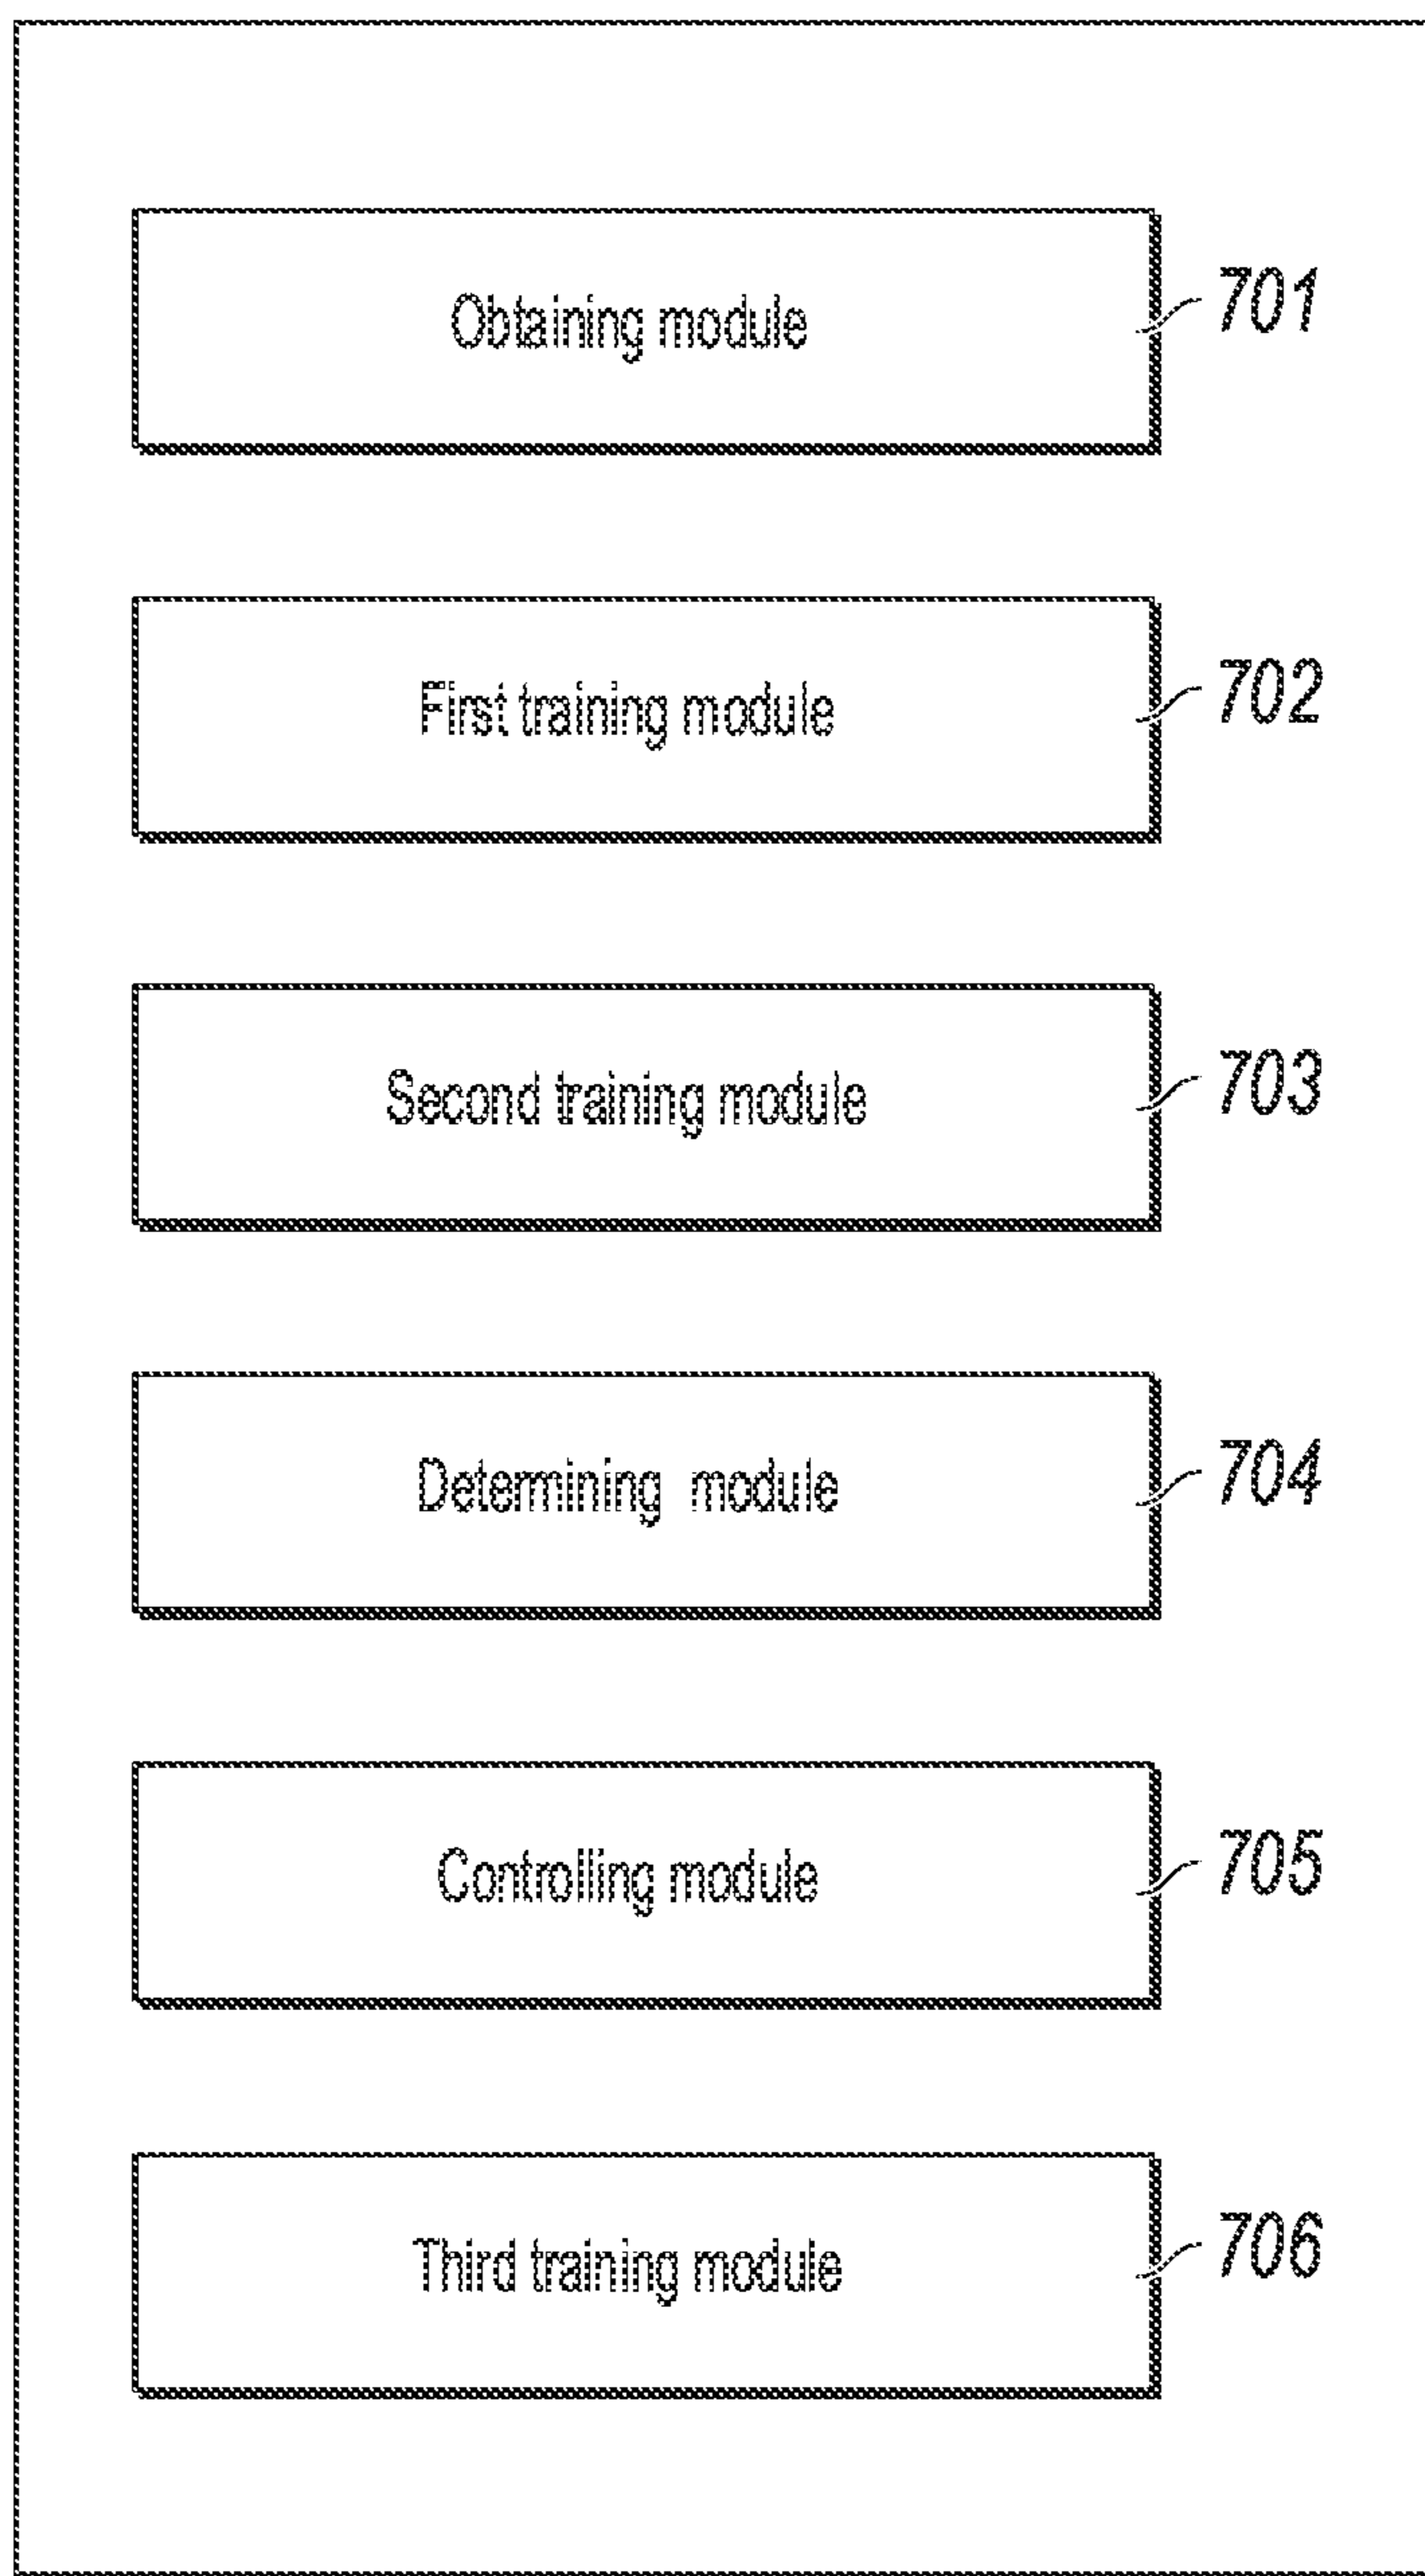 Obtaining module
701
First training module
702
Second training module
703
Determining module
704
Controlling module
705
Third training module
706